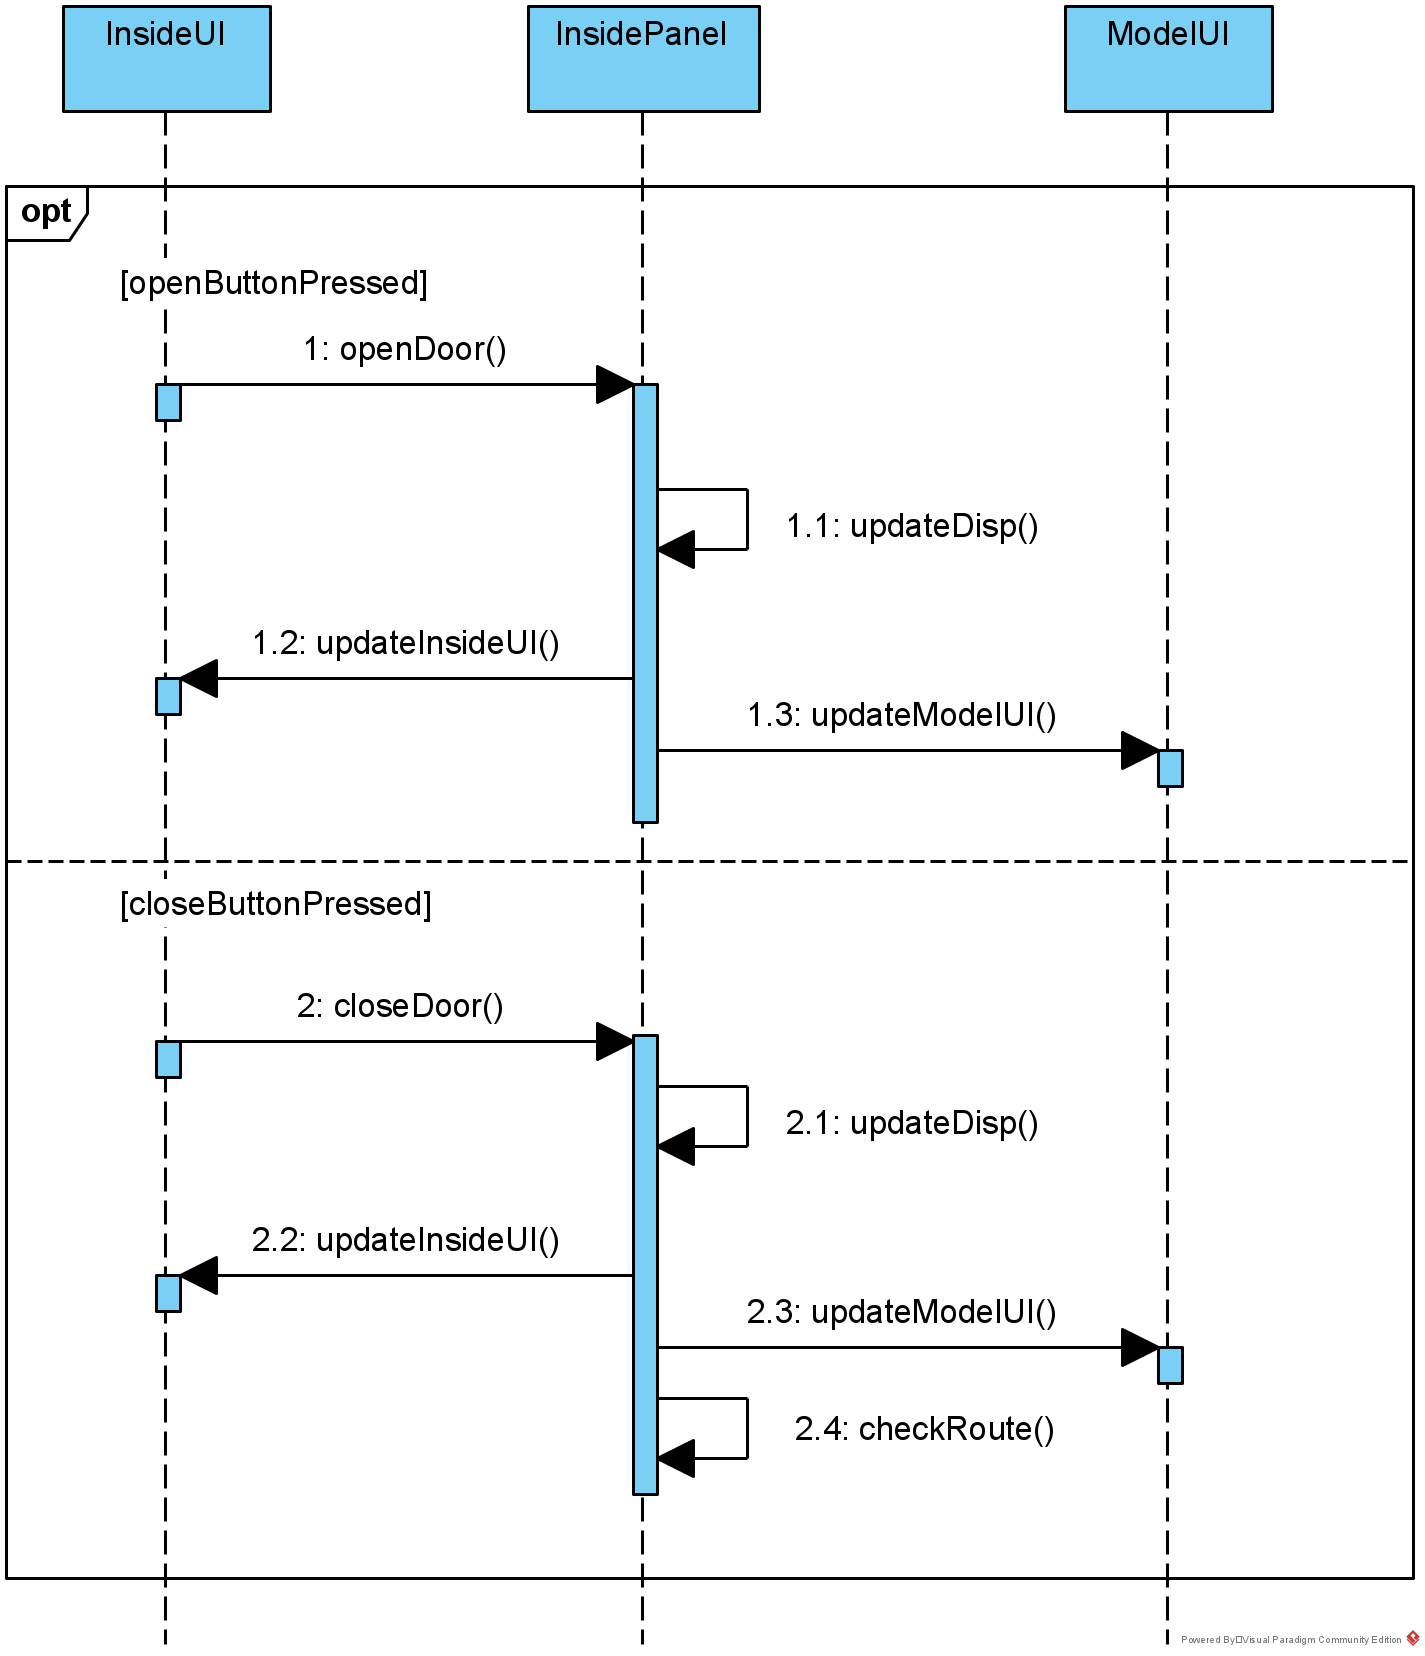 InsideUI
InsidePanel
ModelUI
opt
[openButtonPressed]
1: openDoor()
1.1: updateDisp()
1.2: updateInsideUI()
1.3: updateModelUI()
[closeButtonPressed]
2: closeDoor()
2.1: updateDisp()
2.2: updateInsideUI()
2.3: updateModelUI()
2.4: checkRoute()
Powered By□Visual Paradigm Community Edition